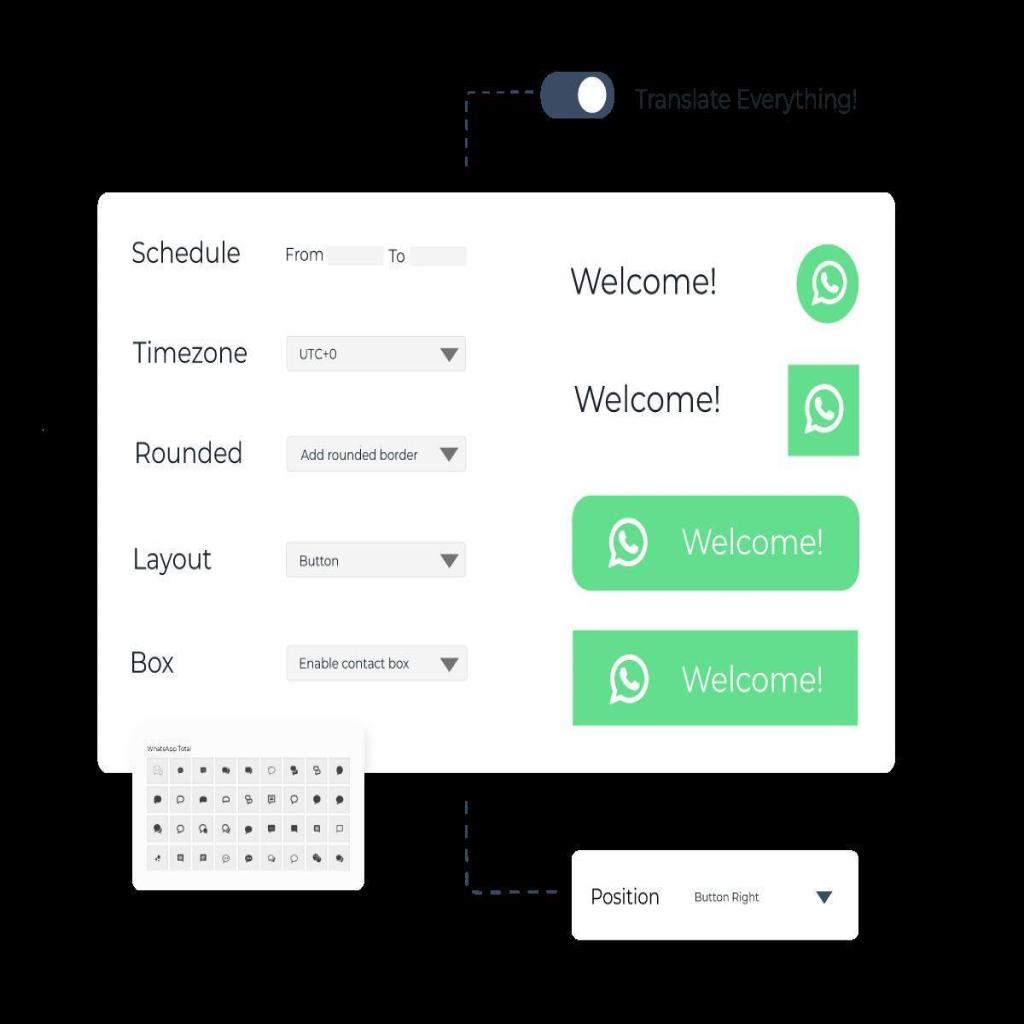 Translate Everything!
Schedule From To
Timezone UTC+0
Rounded Add rounded border
Layout Button
Box Enable contact box
Welcome!
Welcome!
Welcome!
Welcome!
WhatsApp Total
Position Button Right